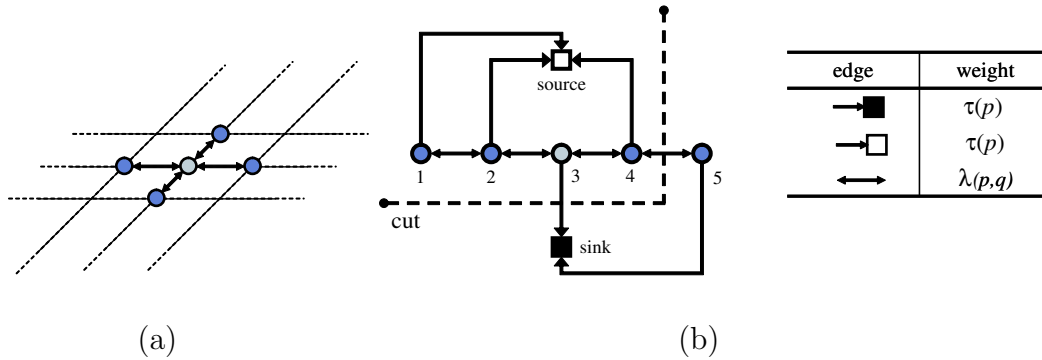 source
1 2 3 4 5
cut
sink
edge weight
τ(p)
τ(p)
λ(p,q)
(a) (b)